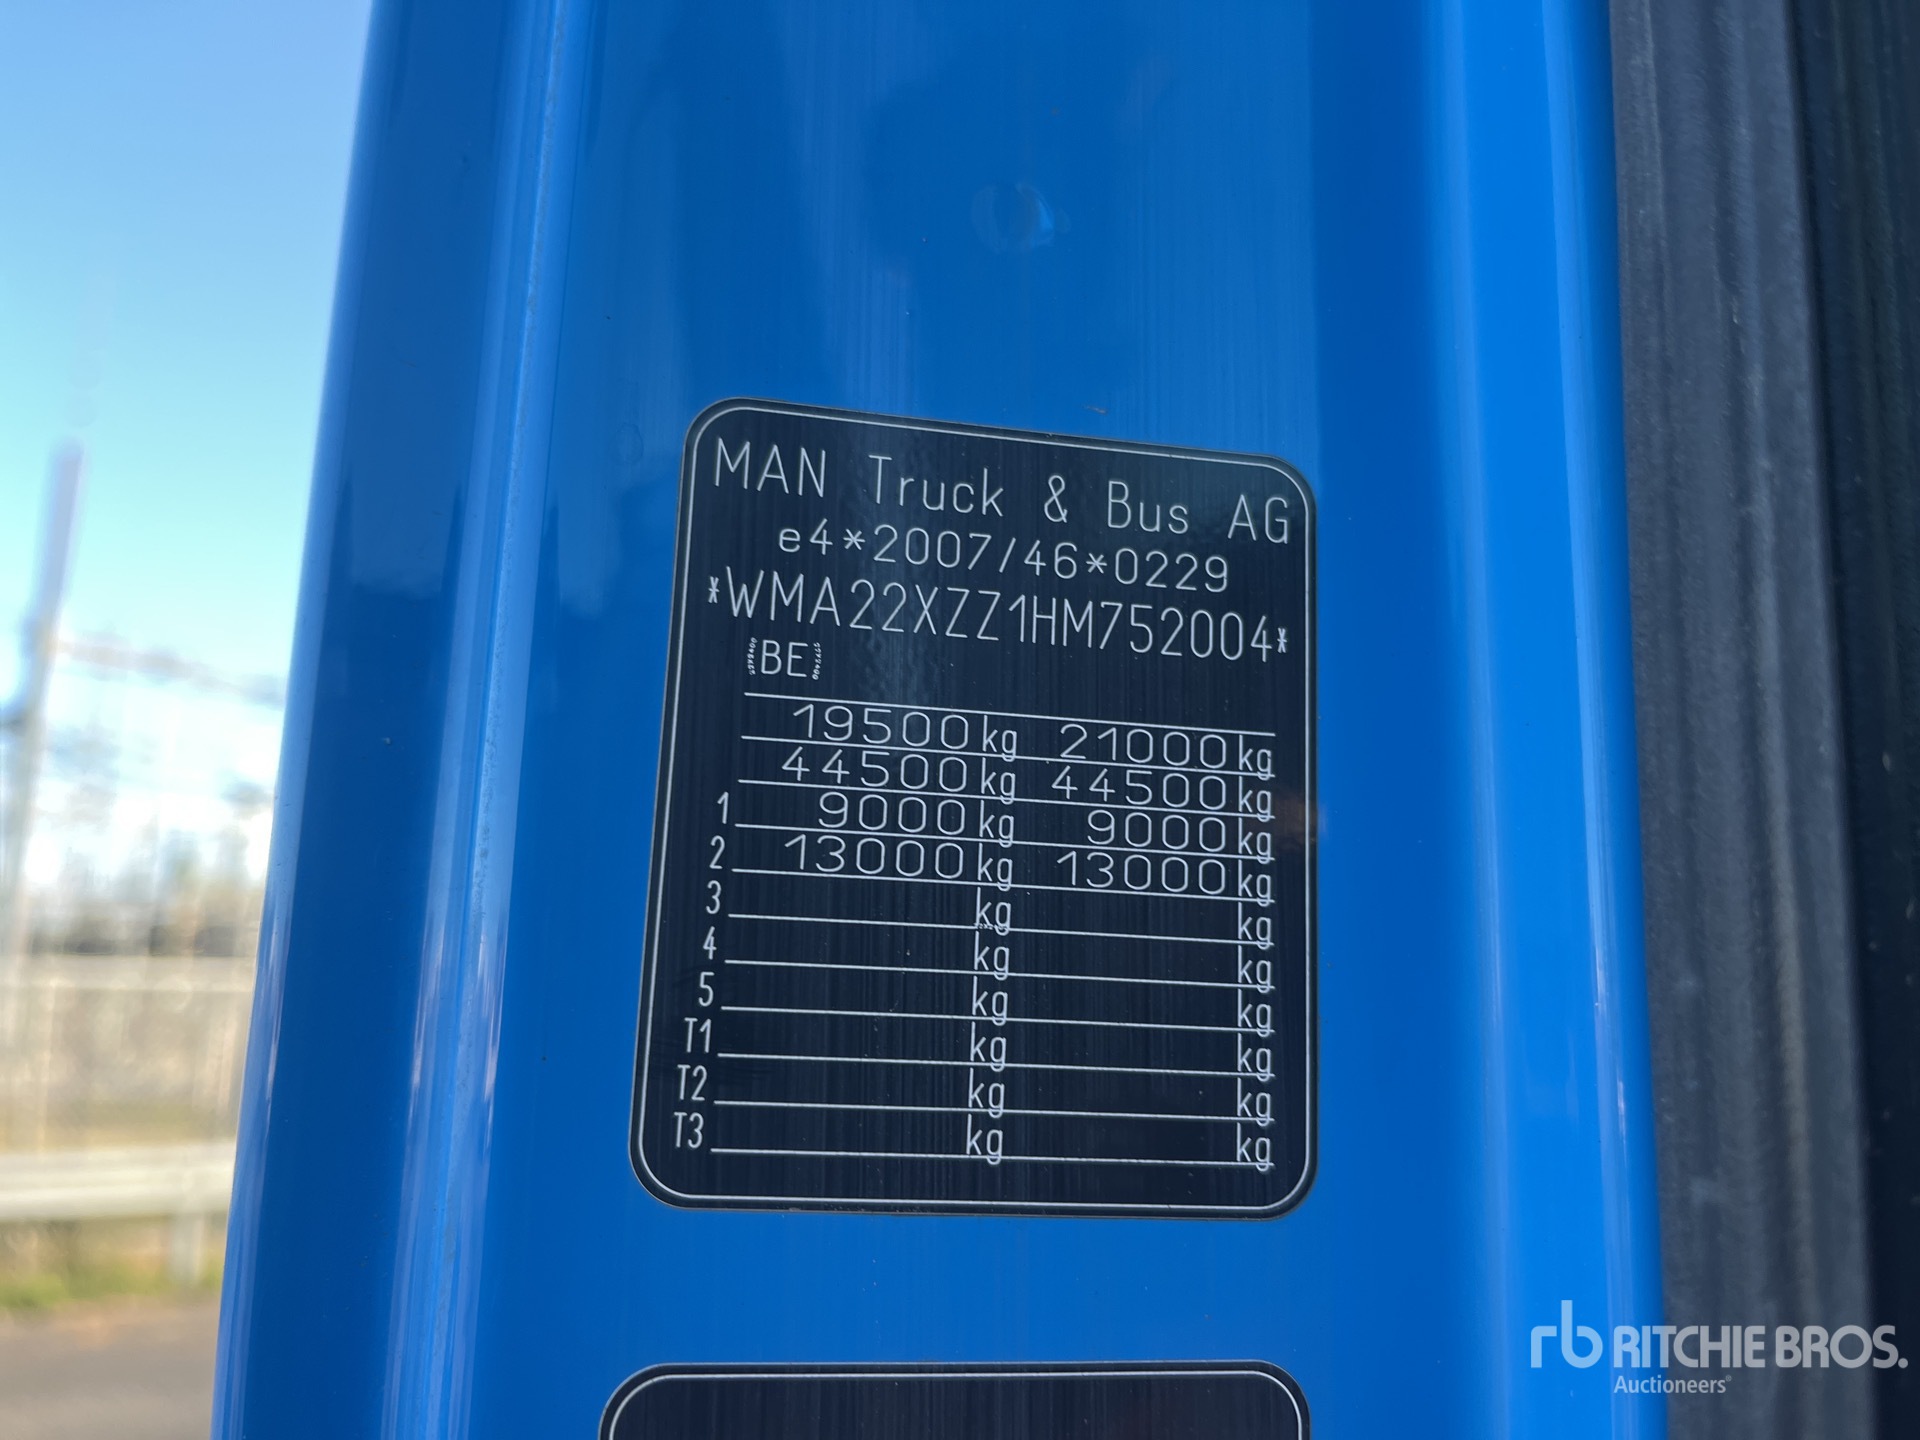 MAN Truck & Bus AG
e4*2007/46*0229
*WMA22XZZ1HM752004*
BE
19500kg 21000kg
44500kg 44500kg
1 9000kg 9000kg
2 13000kg 13000kg
3 kg kg
4 kg kg
5 kg kg
T1 kg kg
T2 kg kg
T3 kg kg
rb RITCHIE BROS.
Auctioneers®